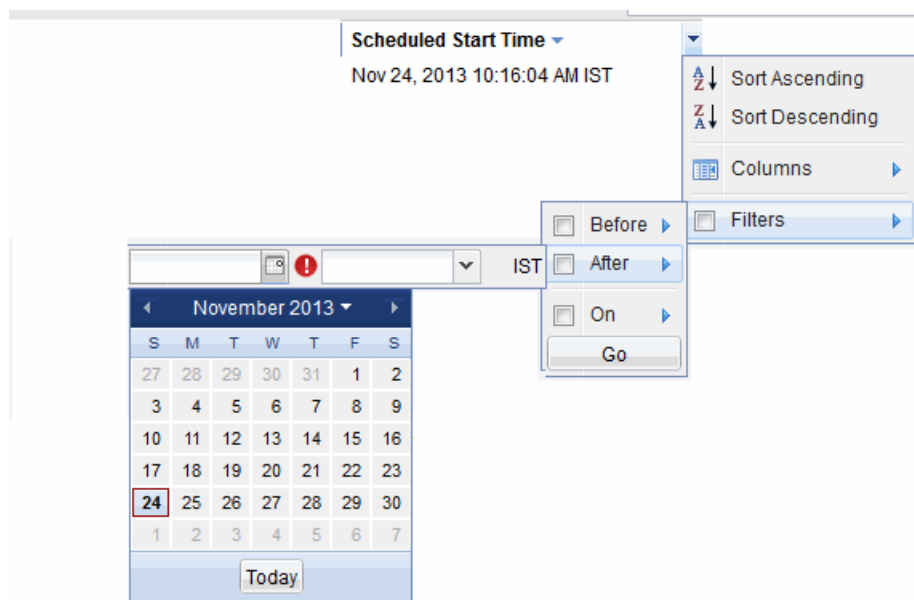 Scheduled Start Time
Nov 24, 2013 10:16:04 AM IST
Sort Ascending
Sort Descending
Columns
Filters
Before
After
On
Go
IST
November 2013
S M T W T F S
27 28 29 30 31 1 2
3 4 5 6 7 8 9
10 11 12 13 14 15 16
17 18 19 20 21 22 23
24 25 26 27 28 29 30
1 2 3 4 5 6 7
Today